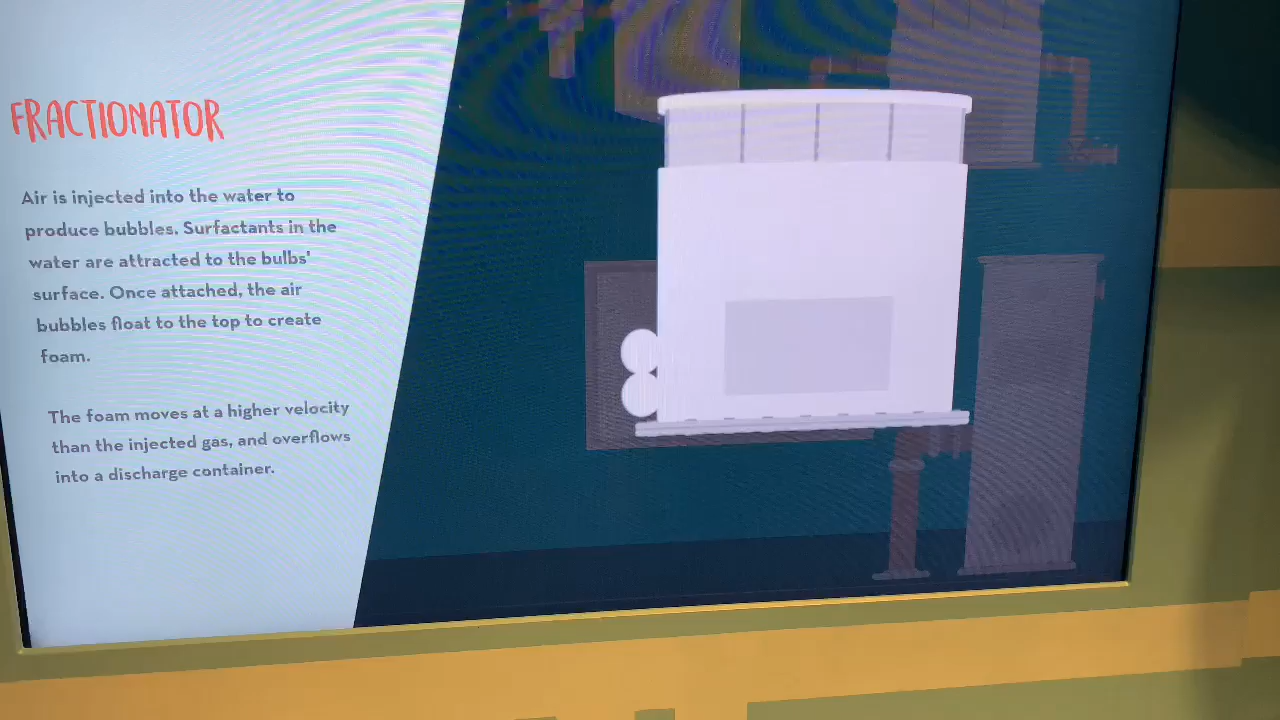 FRACTIONATOR
Air is injected into the water to
produce bubbles. Surfactants in the
water are attracted to the bulbs'
surface. Once attached, the air
bubbles float to the top to create
foam.
The foam moves at a higher velocity
than the injected gas, and overflows
into a discharge container.